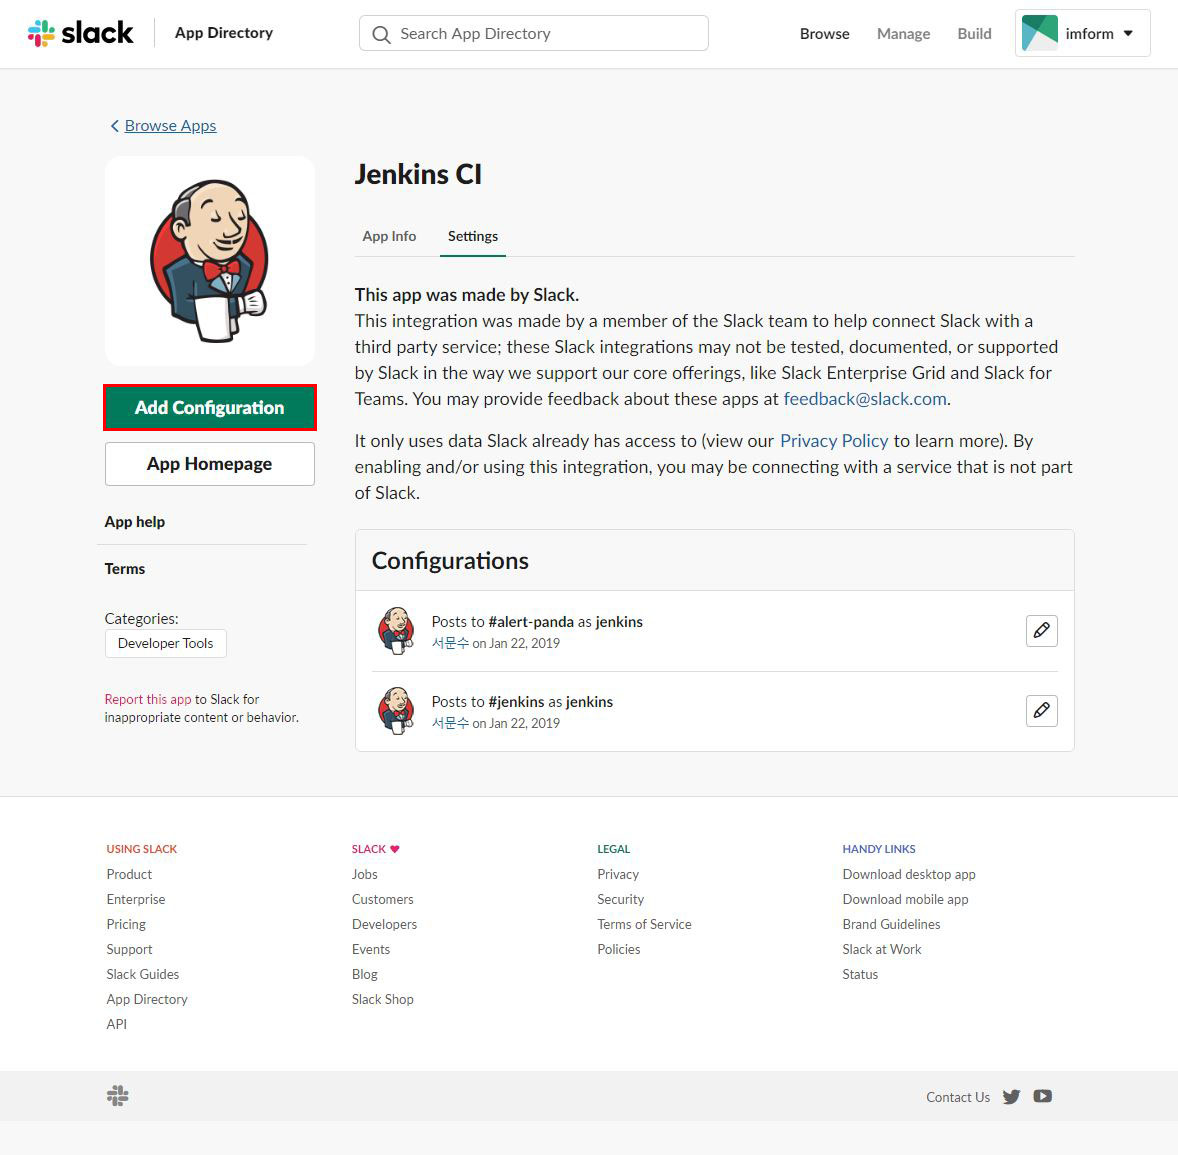 slack
App Directory
Search App Directory
Browse
Manage
Build
imform
Browse Apps
Jenkins CI
App Info
Settings
This app was made by Slack.
This integration was made by a member of the Slack team to help connect Slack with a
third party service; these Slack integrations may not be tested, documented, or supported
by Slack in the way we support our core offerings, like Slack Enterprise Grid and Slack for
Teams. You may provide feedback about these apps at feedback@slack.com.
It only uses data Slack already has access to (view our Privacy Policy to learn more). By
enabling and/or using this integration, you may be connecting with a service that is not part
of Slack.
Add Configuration
App Homepage
App help
Terms
Categories:
Developer Tools
Report this app to Slack for
inappropriate content or behavior.
Configurations
Posts to #alert-panda as jenkins
서문수 on Jan 22, 2019
Posts to #jenkins as jenkins
서문수 on Jan 22, 2019
USING SLACK
Product
Enterprise
Pricing
Support
Slack Guides
App Directory
API
SLACK ♥
Jobs
Customers
Developers
Events
Blog
Slack Shop
LEGAL
Privacy
Security
Terms of Service
Policies
HANDY LINKS
Download desktop app
Download mobile app
Brand Guidelines
Slack at Work
Status
Contact Us